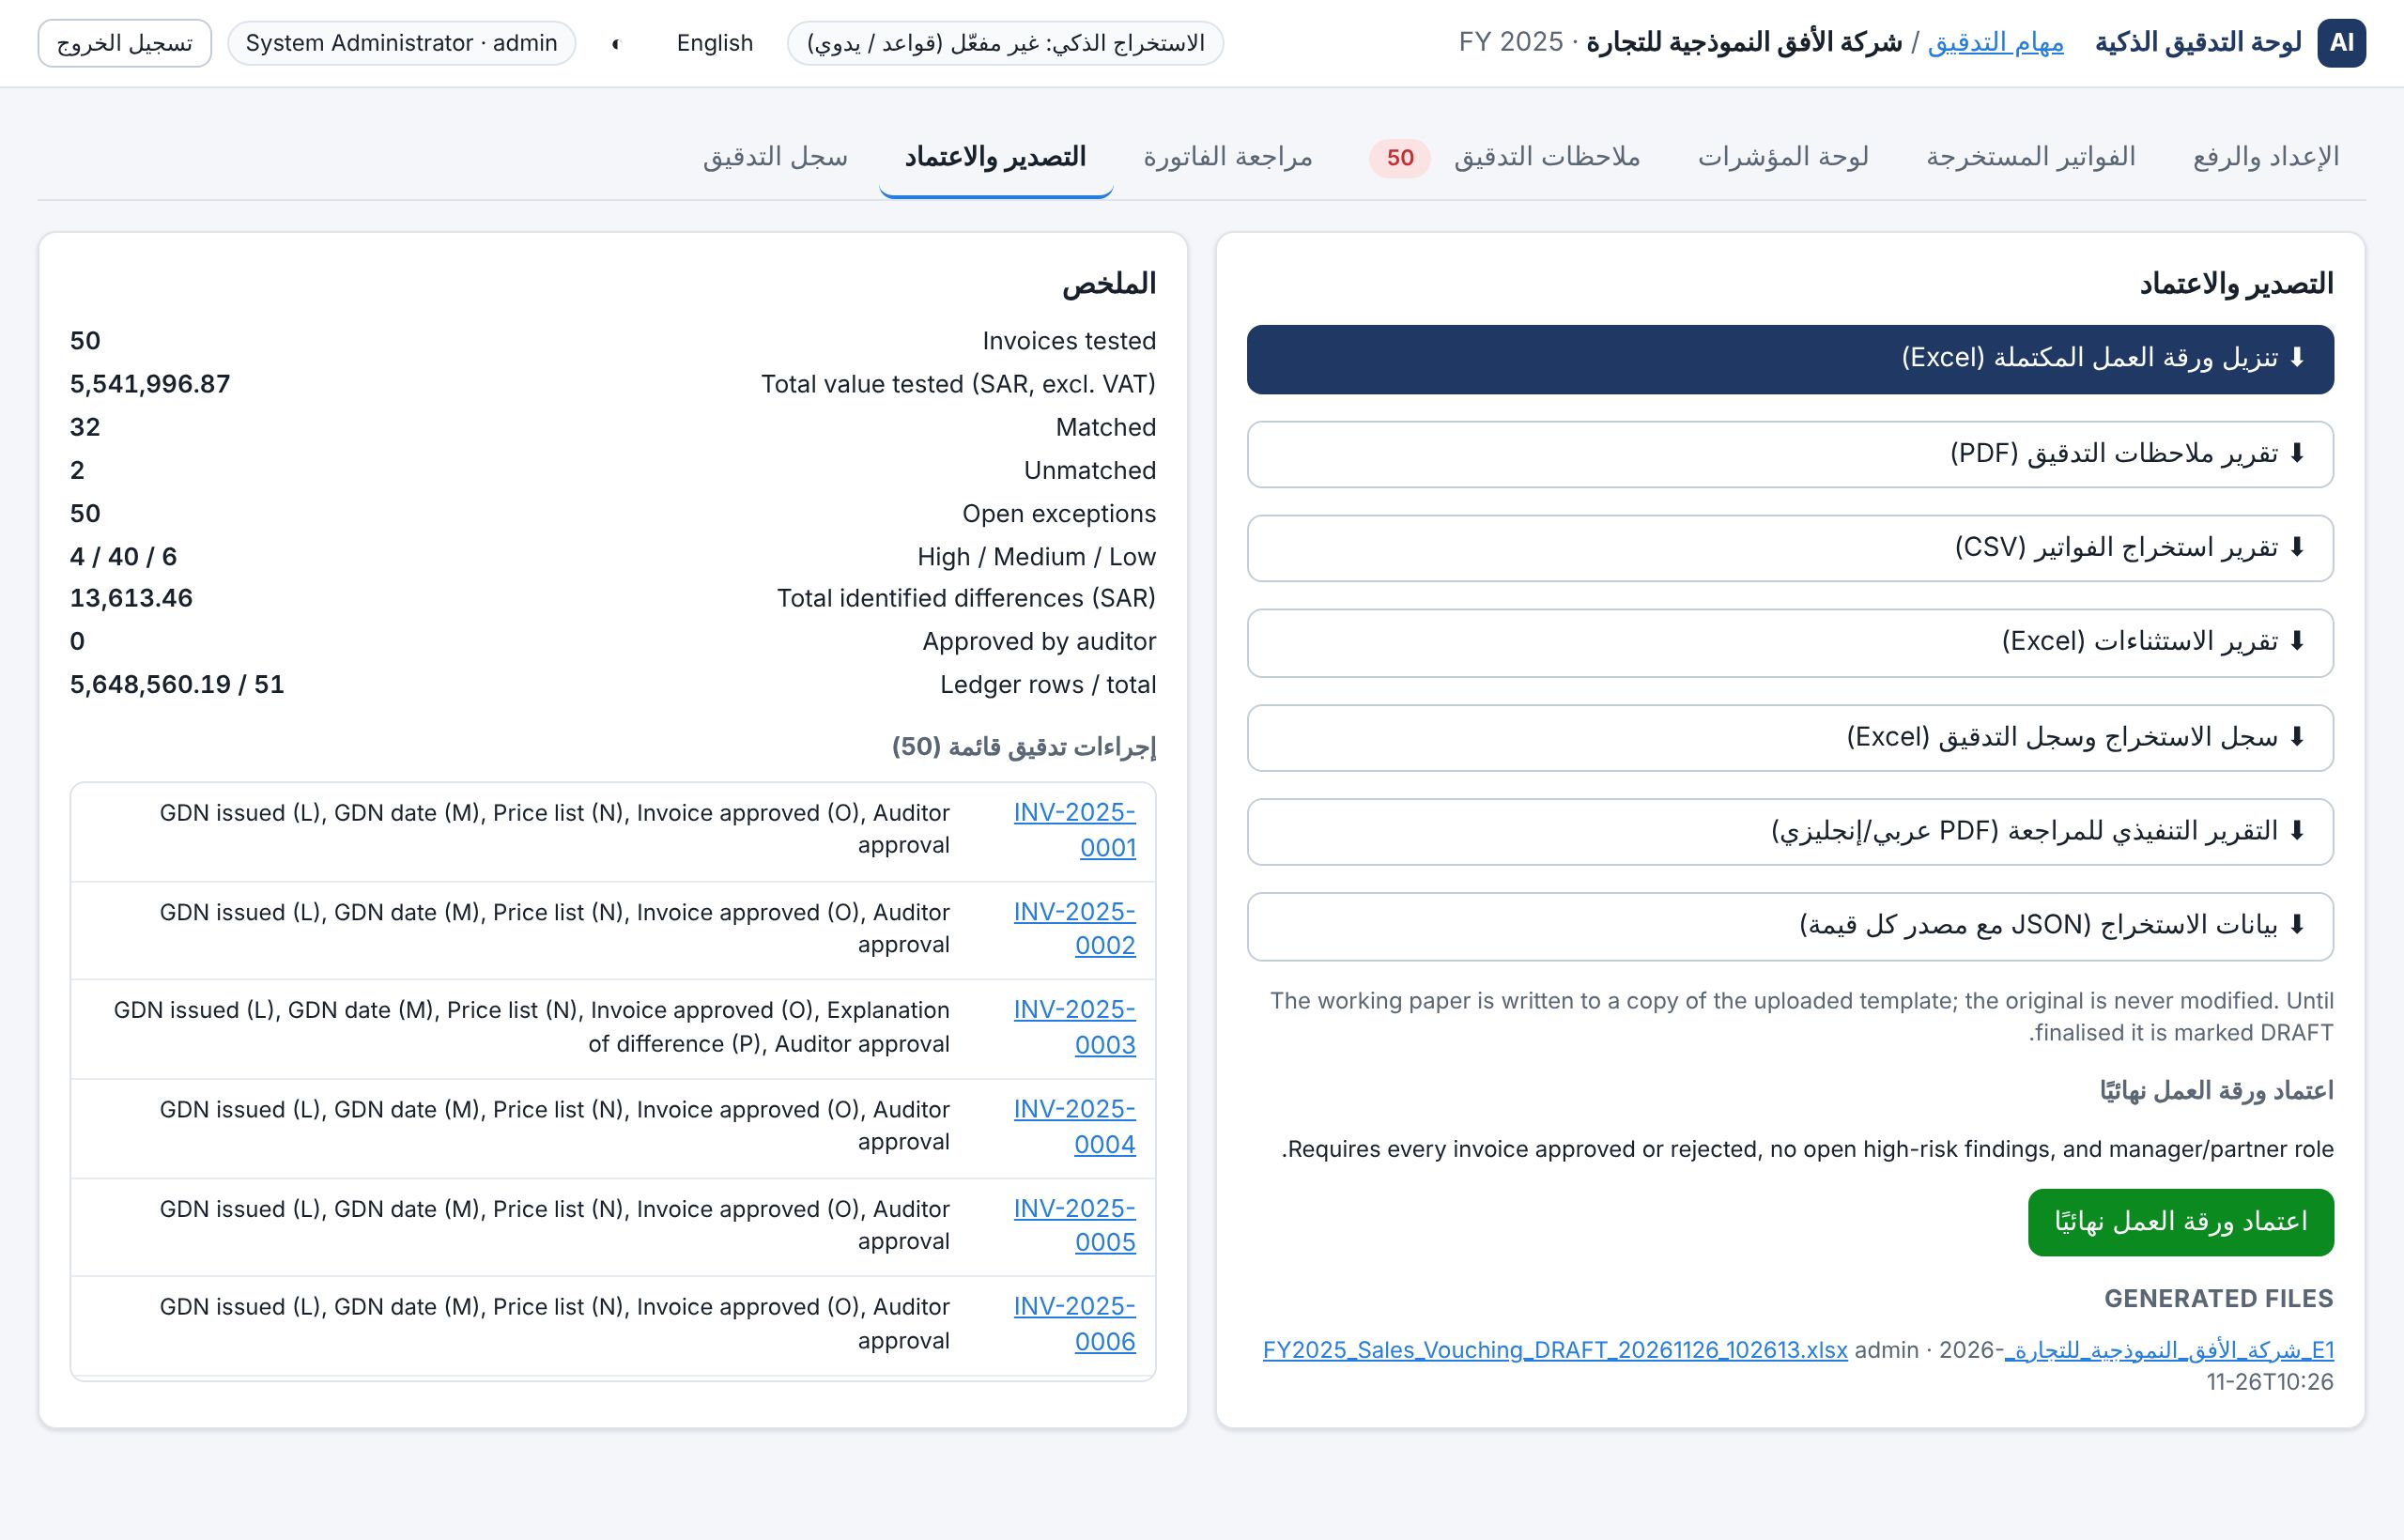 AI لوحة التدقيق الذكية
مهام التدقيق / شركة الأفق النموذجية للتجارة · FY 2025
الاستخراج الذكي: غير مفعّل (قواعد / يدوي)
English
System Administrator · admin
تسجيل الخروج
الإعداد والرفع
الفواتير المستخرجة
لوحة المؤشرات
ملاحظات التدقيق 50
مراجعة الفاتورة
التصدير والاعتماد
سجل التدقيق
التصدير والاعتماد
⬇ تنزيل ورقة العمل المكتملة (Excel)
⬇ تقرير ملاحظات التدقيق (PDF)
⬇ تقرير استخراج الفواتير (CSV)
⬇ تقرير الاستثناءات (Excel)
⬇ سجل الاستخراج وسجل التدقيق (Excel)
⬇ التقرير التنفيذي للمراجعة (PDF عربي/إنجليزي)
⬇ بيانات الاستخراج (JSON مع مصدر كل قيمة)
The working paper is written to a copy of the uploaded template; the original is never modified. Until
finalised it is marked DRAFT.
اعتماد ورقة العمل نهائيًا
Requires every invoice approved or rejected, no open high-risk findings, and manager/partner role.
اعتماد ورقة العمل نهائيًا
GENERATED FILES
E1_شركة_الأفق_النموذجية_للتجارة_FY2025_Sales_Vouching_DRAFT_20261126_102613.xlsx admin · 2026-
11-26T10:26
الملخص
Invoices tested 50
Total value tested (SAR, excl. VAT) 5,541,996.87
Matched 32
Unmatched 2
Open exceptions 50
High / Medium / Low 4 / 40 / 6
Total identified differences (SAR) 13,613.46
Approved by auditor 0
Ledger rows / total 5,648,560.19 / 51
إجراءات تدقيق قائمة (50)
INV-2025-
0001
GDN issued (L), GDN date (M), Price list (N), Invoice approved (O), Auditor
approval
INV-2025-
0002
GDN issued (L), GDN date (M), Price list (N), Invoice approved (O), Auditor
approval
INV-2025-
0003
GDN issued (L), GDN date (M), Price list (N), Invoice approved (O), Explanation
of difference (P), Auditor approval
INV-2025-
0004
GDN issued (L), GDN date (M), Price list (N), Invoice approved (O), Auditor
approval
INV-2025-
0005
GDN issued (L), GDN date (M), Price list (N), Invoice approved (O), Auditor
approval
INV-2025-
0006
GDN issued (L), GDN date (M), Price list (N), Invoice approved (O), Auditor
approval